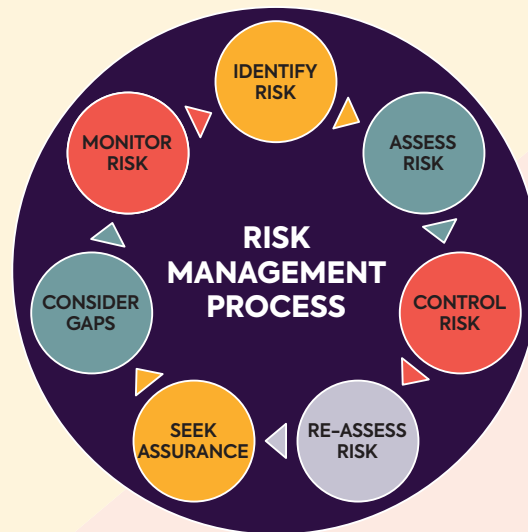 IDENTIFY
RISK
ASSESS
RISK
CONTROL
RISK
RE-ASSESS
RISK
SEEK
ASSURANCE
CONSIDER
GAPS
MONITOR
RISK
RISK
MANAGEMENT
PROCESS